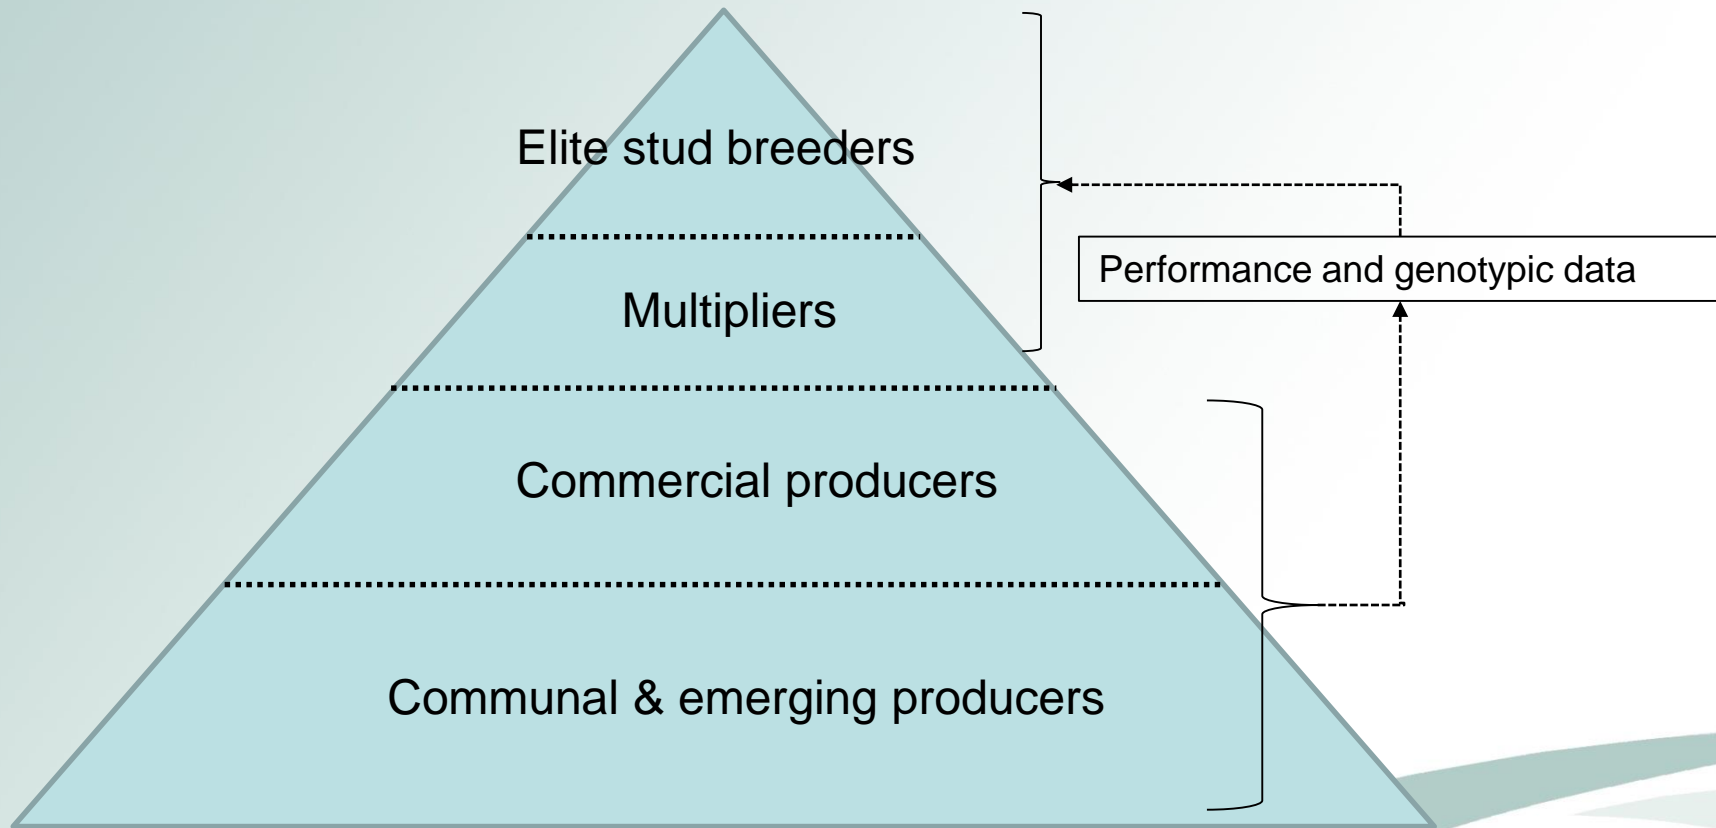 Elite stud breeders
Multipliers
Performance and genotypic data
Commercial producers
Communal & emerging producers